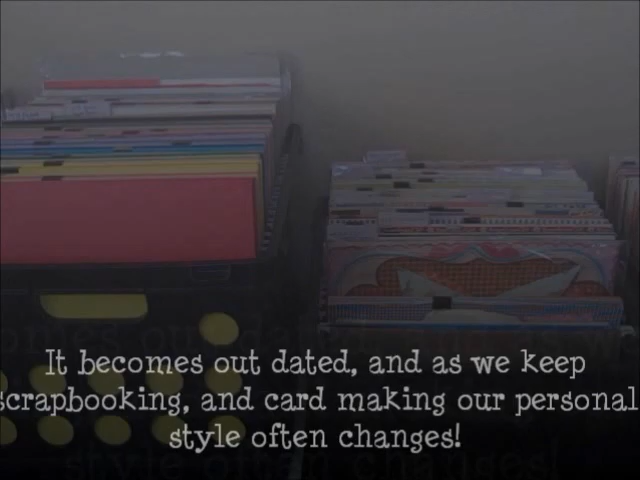 It becomes out dated, and as we keep
scrapbooking, and card making our personal
style often changes!